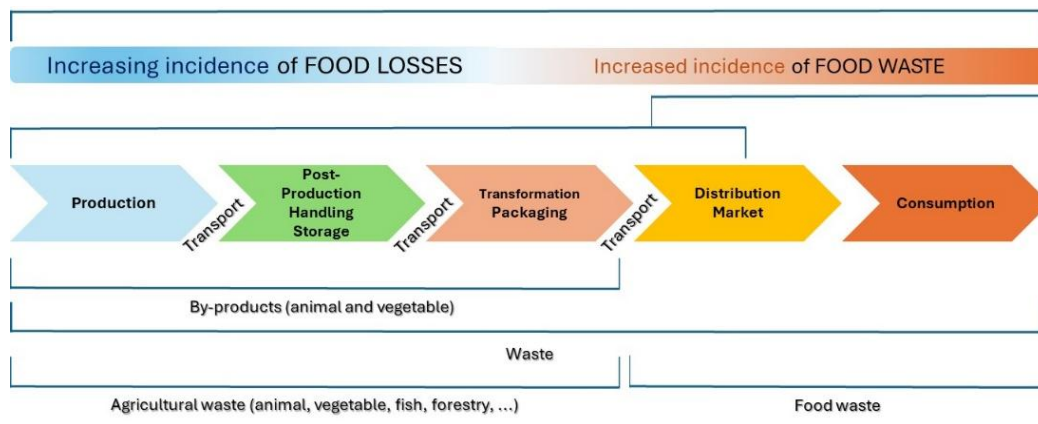 Increasing incidence of FOOD LOSSES
Increased incidence of FOOD WASTE
Production
Transport
Post-
Production
Handling
Storage
Transport
Transformation
Packaging
Transport
Distribution
Market
Consumption
By-products (animal and vegetable)
Waste
Agricultural waste (animal, vegetable, fish, forestry, ...)
Food waste